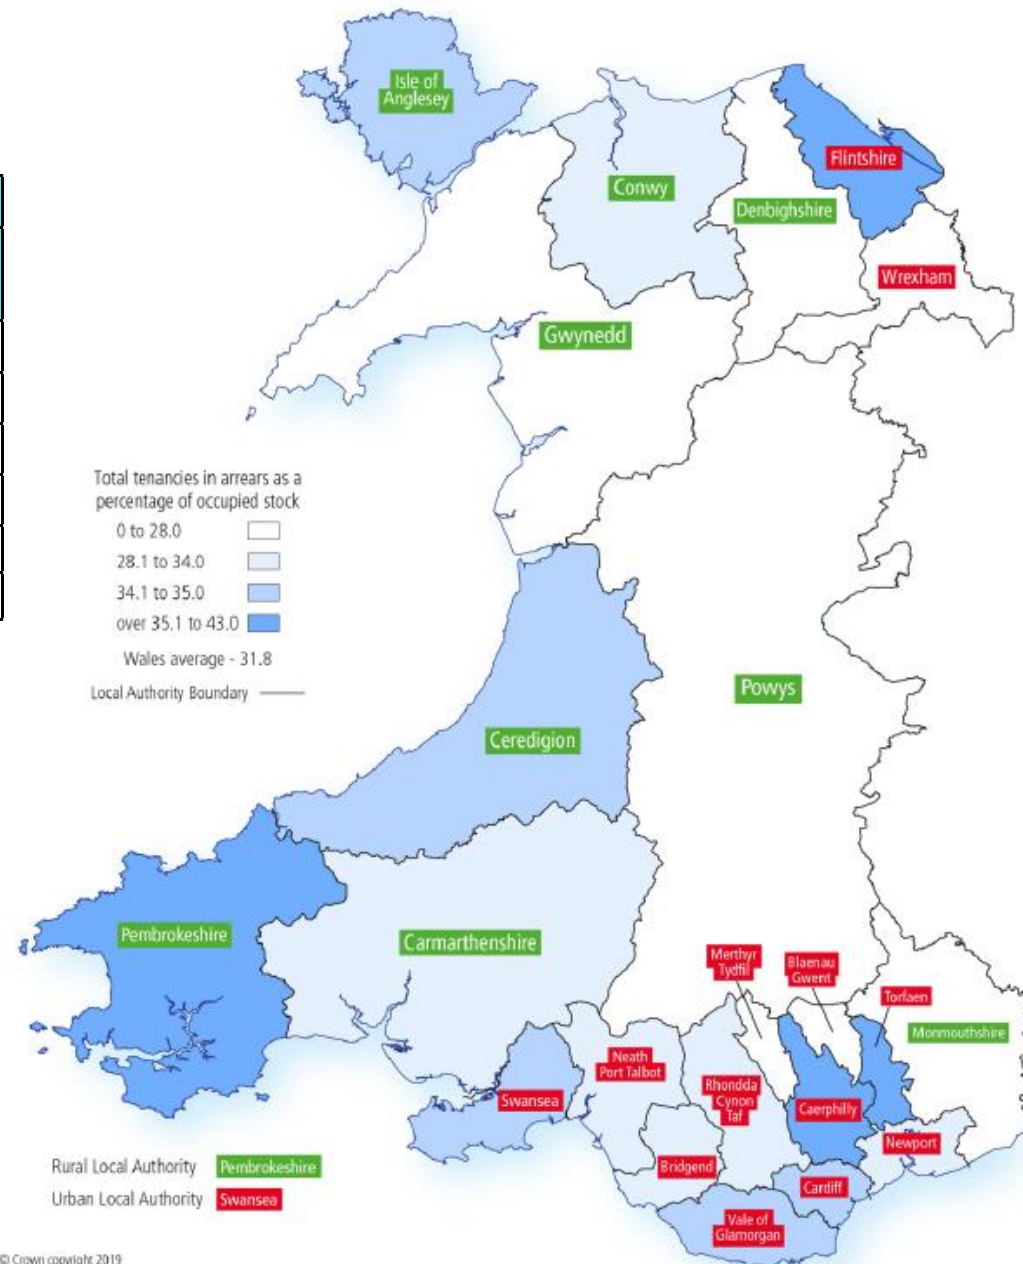 Isle of
Anglesey
Flintshire
Conwy
Denbighshire
Wrexham
Gwynedd
Total tenancies in arrears as a
percentage of occupied stock
0 to 28.0
28.1 to 34.0
34.1 to 35.0
over 35.1 to 43.0
Wales average - 31.8
Local Authority Boundary
Powys
Ceredigion
Pembrokeshire
Carmarthenshire
Merthyr
Tydfil
Blaenau
Gwent
Torfaen
Monmouthshire
Neath
Port Talbot
Rhondda
Cynon
Taf
Swansea
Caerphilly
Newport
Bridgend
Cardiff
Vale of
Glamorgan
Rural Local Authority Pembrokeshire
Urban Local Authority Swansea
© Crown copyright 2019